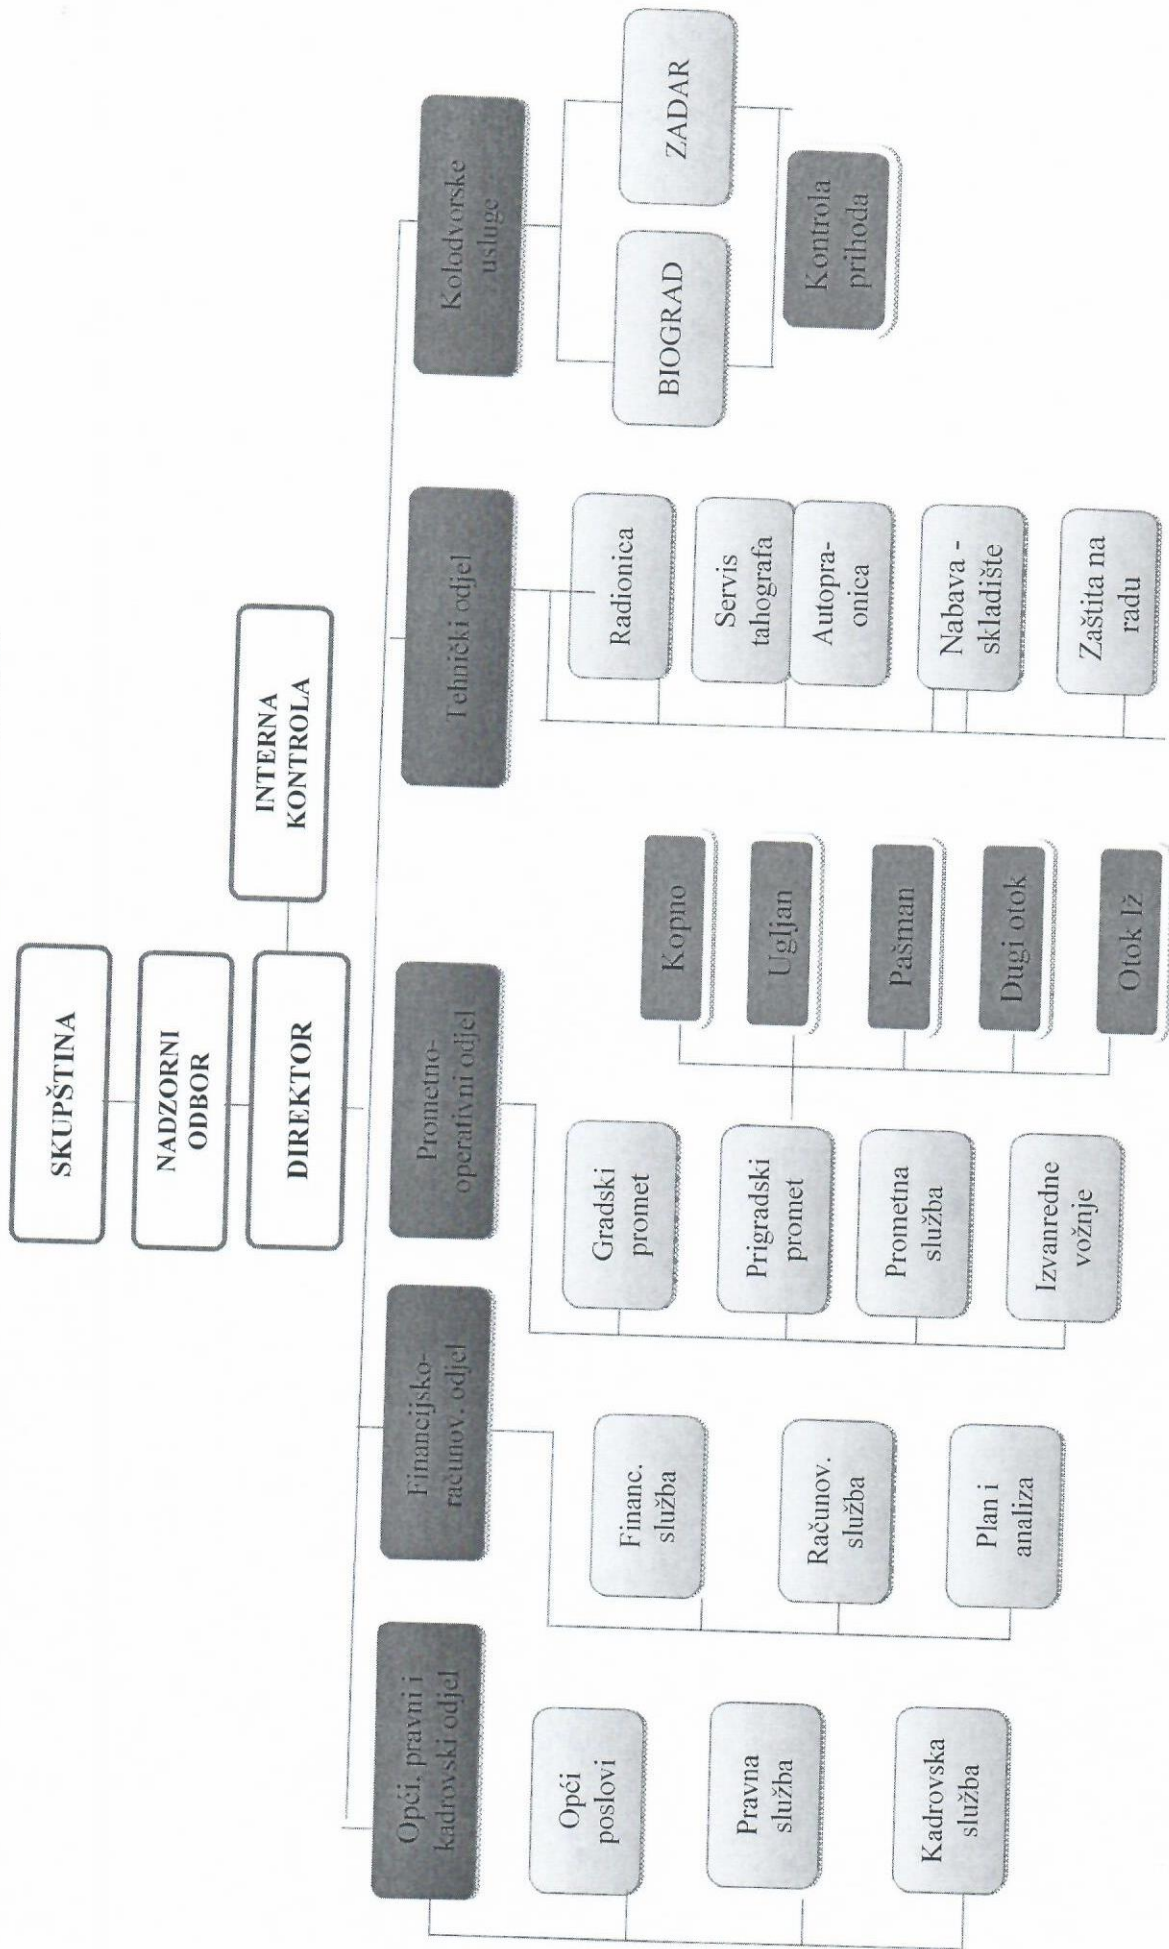 SKUPŠTINA
NADZORNI
ODBOR
DIREKTOR
INTERNA
KONTROLA
Opći, pravni i
kadrovski odjel
Opći
poslovi
Pravna
služba
Kadrovska
služba
Financijsko-
računov. odjel
Financ.
služba
Računov.
služba
Plan i
analiza
Prometno-
operativni odjel
Gradski
promet
Prigradski
promet
Prometna
služba
Izvanredne
vožnje
Kopno
Ugljan
Pašman
Dugi otok
Otok Iž
Tehnički odjel
Radionica
Servis
tahografa
Autopra-
onica
Nabava -
skladište
Zaštita na
radu
Kolodvorske
usluge
BIOGRAD
ZADAR
Kontrola
prihoda